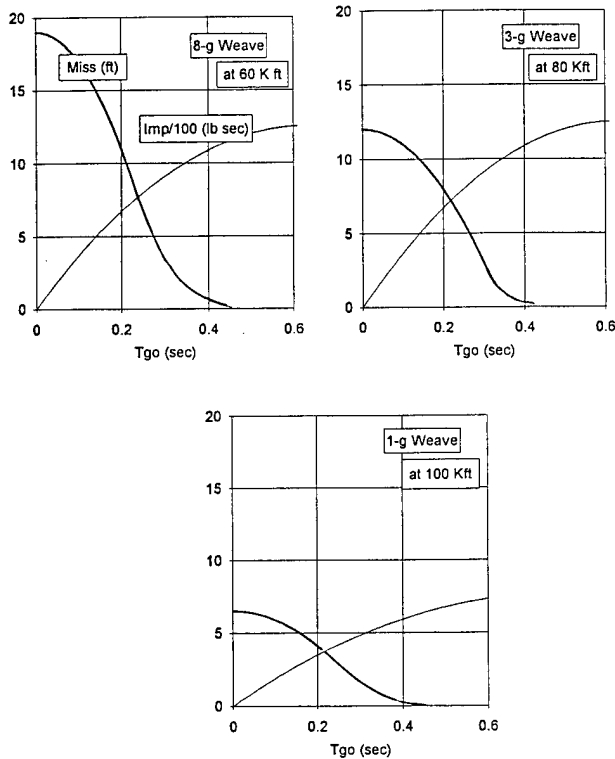 20
15
10
5
0
Miss (ft)
8-g Weave
at 60 K ft
Imp/100 (lb sec)
0
0.2
0.4
0.6
Tgo (sec)
20
15
10
5
0
3-g Weave
at 80 Kft
0
0.2
0.4
0.6
Tgo (sec)
20
15
10
5
0
1-g Weave
at 100 Kft
0
0.2
0.4
0.6
Tgo (sec)